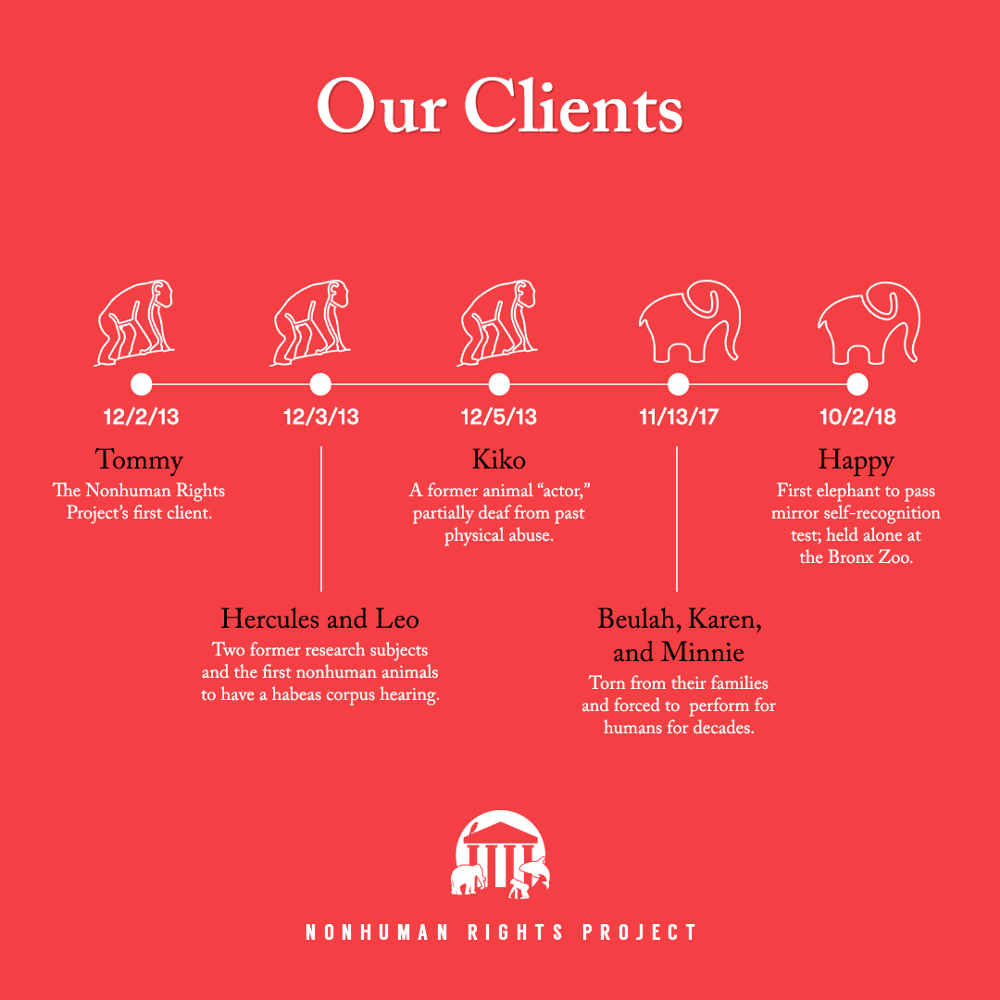 Our Clients
12/2/13
Tommy
The Nonhuman Rights
Project's first client.
12/3/13
Hercules and Leo
Two former research subjects
and the first nonhuman animals
to have a habeas corpus hearing.
12/5/13
Kiko
A former animal “actor,”
partially deaf from past
physical abuse.
11/13/17
Beulah, Karen,
and Minnie
Torn from their families
and forced to  perform for
humans for decades.
10/2/18
Happy
First elephant to pass
mirror self-recognition
test; held alone at
the Bronx Zoo.
NONHUMAN RIGHTS PROJECT